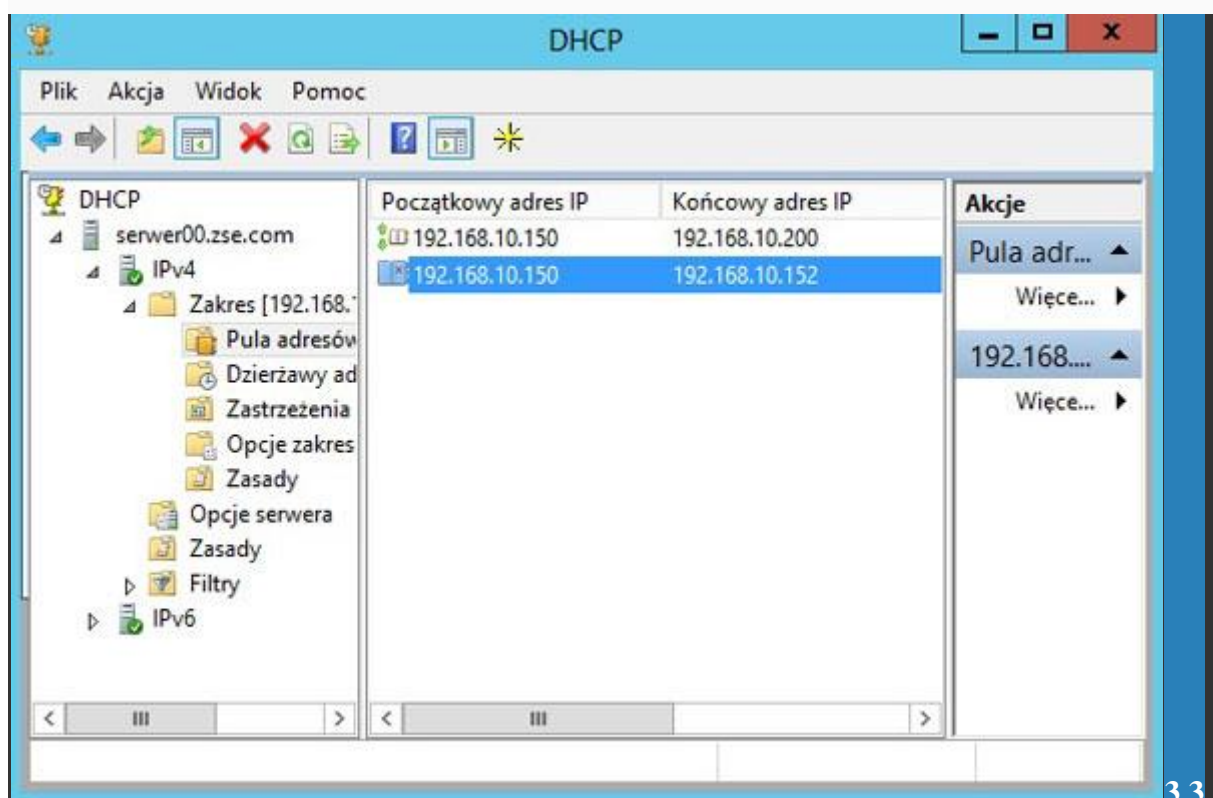 DHCP
Plik Akcja Widok Pomoc
DHCP
serwer00.zse.com
IPv4
Zakres [192.168.
Pula adresów
Dzierżawy ad
Zastrzeżenia
Opcje zakres
Zasady
Opcje serwera
Zasady
Filtry
IPv6
Początkowy adres IP Końcowy adres IP
192.168.10.150 192.168.10.200
192.168.10.150 192.168.10.152
Akcje
Pula adr...
Więce...
192.168....
Więce...
3.3